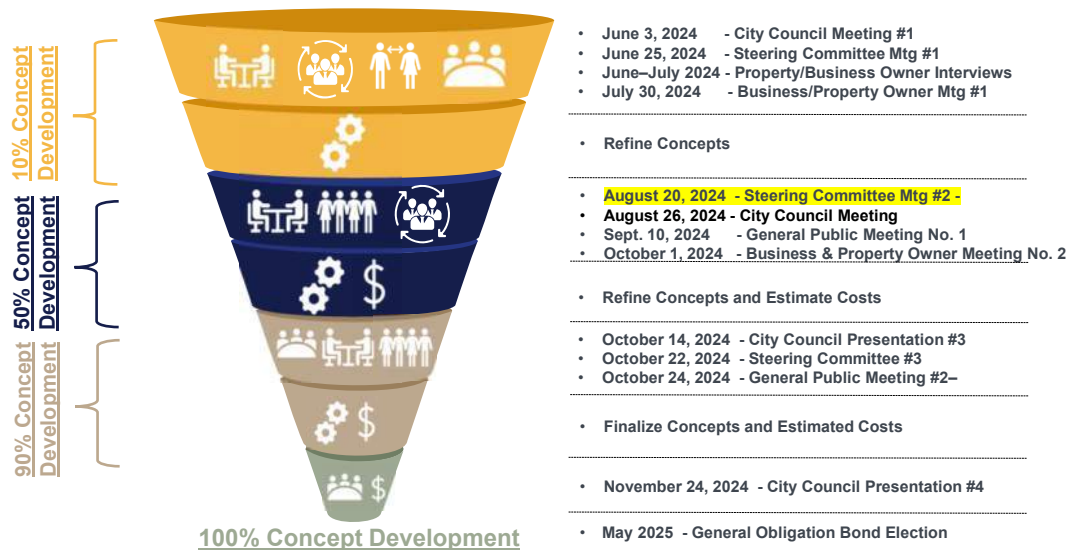 10% Concept
Development
50% Concept
Development
90% Concept
Development
• June 3, 2024 - City Council Meeting #1
• June 25, 2024 - Steering Committee Mtg #1
• June–July 2024 - Property/Business Owner Interviews
• July 30, 2024 - Business/Property Owner Mtg #1
• Refine Concepts
• August 20, 2024 - Steering Committee Mtg #2 -
• August 26, 2024 - City Council Meeting
• Sept. 10, 2024 - General Public Meeting No. 1
• October 1, 2024 - Business & Property Owner Meeting No. 2
$
• Refine Concepts and Estimate Costs
• October 14, 2024 - City Council Presentation #3
• October 22, 2024 - Steering Committee #3
• October 24, 2024 - General Public Meeting #2–
$
• Finalize Concepts and Estimated Costs
$
• November 24, 2024 - City Council Presentation #4
100% Concept Development
• May 2025 - General Obligation Bond Election